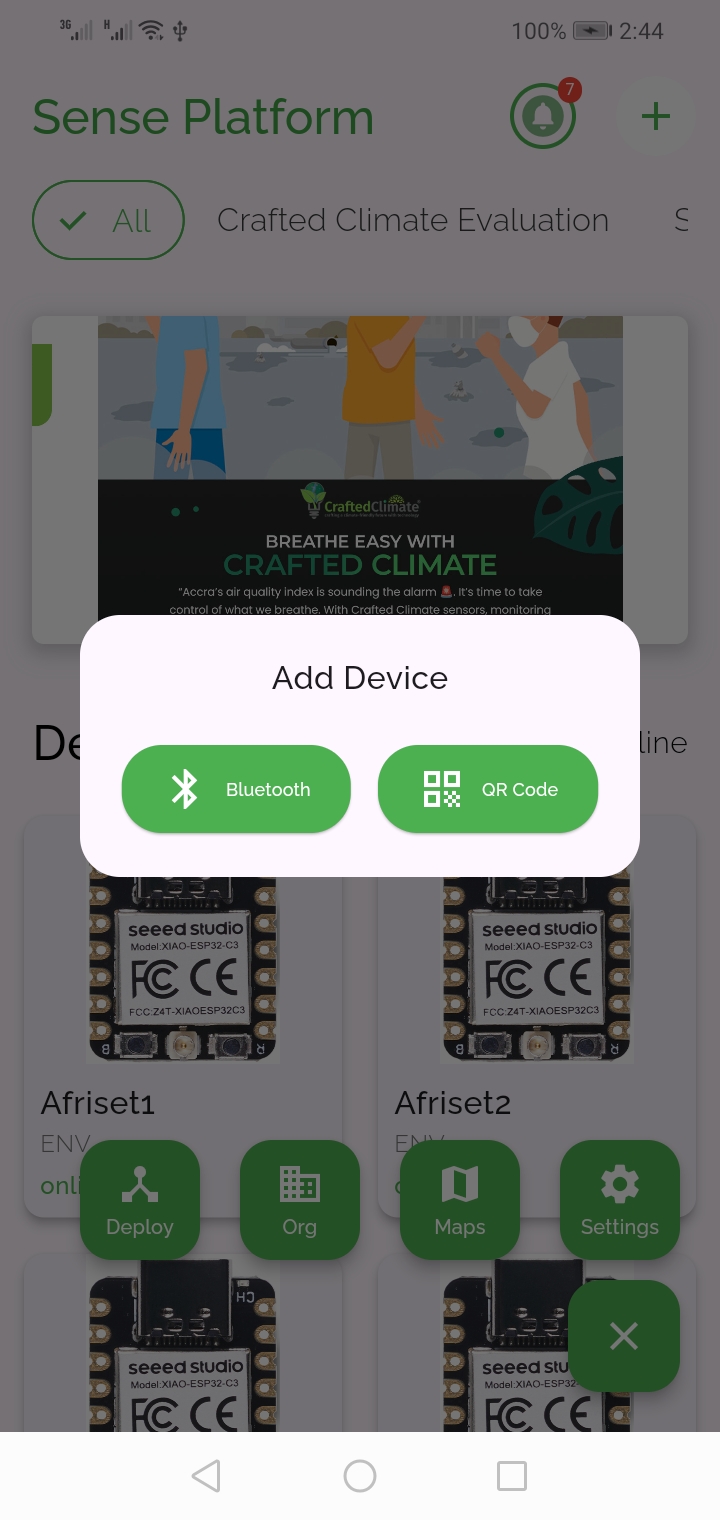 3G H 100% 2:44
Sense Platform
7
All Crafted Climate Evaluation S
CraftedClimate
BREATHE EASY WITH
CRAFTED CLIMATE
“Accra’s air quality index is sounding the alarm 🚨. It’s time to take
control of what we breathe. With Crafted Climate sensors, monitoring
Add Device
De line
Bluetooth QR Code
seeed studio seeed studio
Model:XIAO-ESP32-C3 Model:XIAO-ESP32-C3
FC CE FC CE
FCC:Z4T-XIAOESP32C3 FCC:Z4T-XIAOESP32C3
B R B R
Afriset1 Afriset2
ENV ENV
onli
Deploy Org Maps Settings
CH
seeed studio seeed stu
Model:XIAO-ESP32-C3 Model:XIAO-ESP32-C3
FC CE FC CE